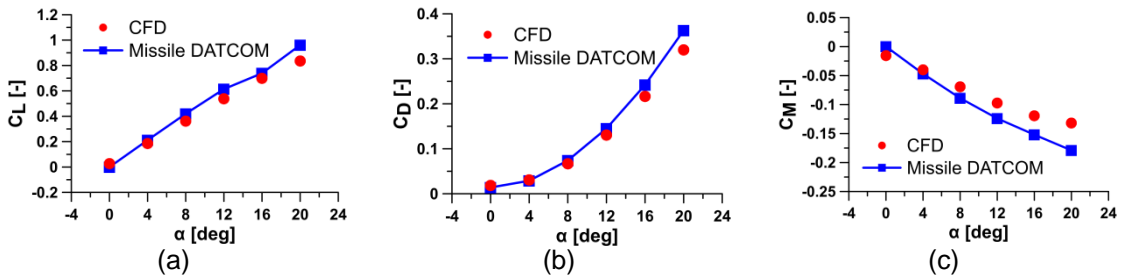 1.2
1
0.8
0.6
0.4
0.2
0
-0.2
C_L [-]
CFD
Missile DATCOM
-4 0 4 8 12 16 20 24
α [deg]
(a)
0.4
0.3
0.2
0.1
0
C_D [-]
CFD
Missile DATCOM
-4 0 4 8 12 16 20 24
α [deg]
(b)
0.05
0
-0.05
-0.1
-0.15
-0.2
-0.25
C_M [-]
CFD
Missile DATCOM
-4 0 4 8 12 16 20 24
α [deg]
(c)